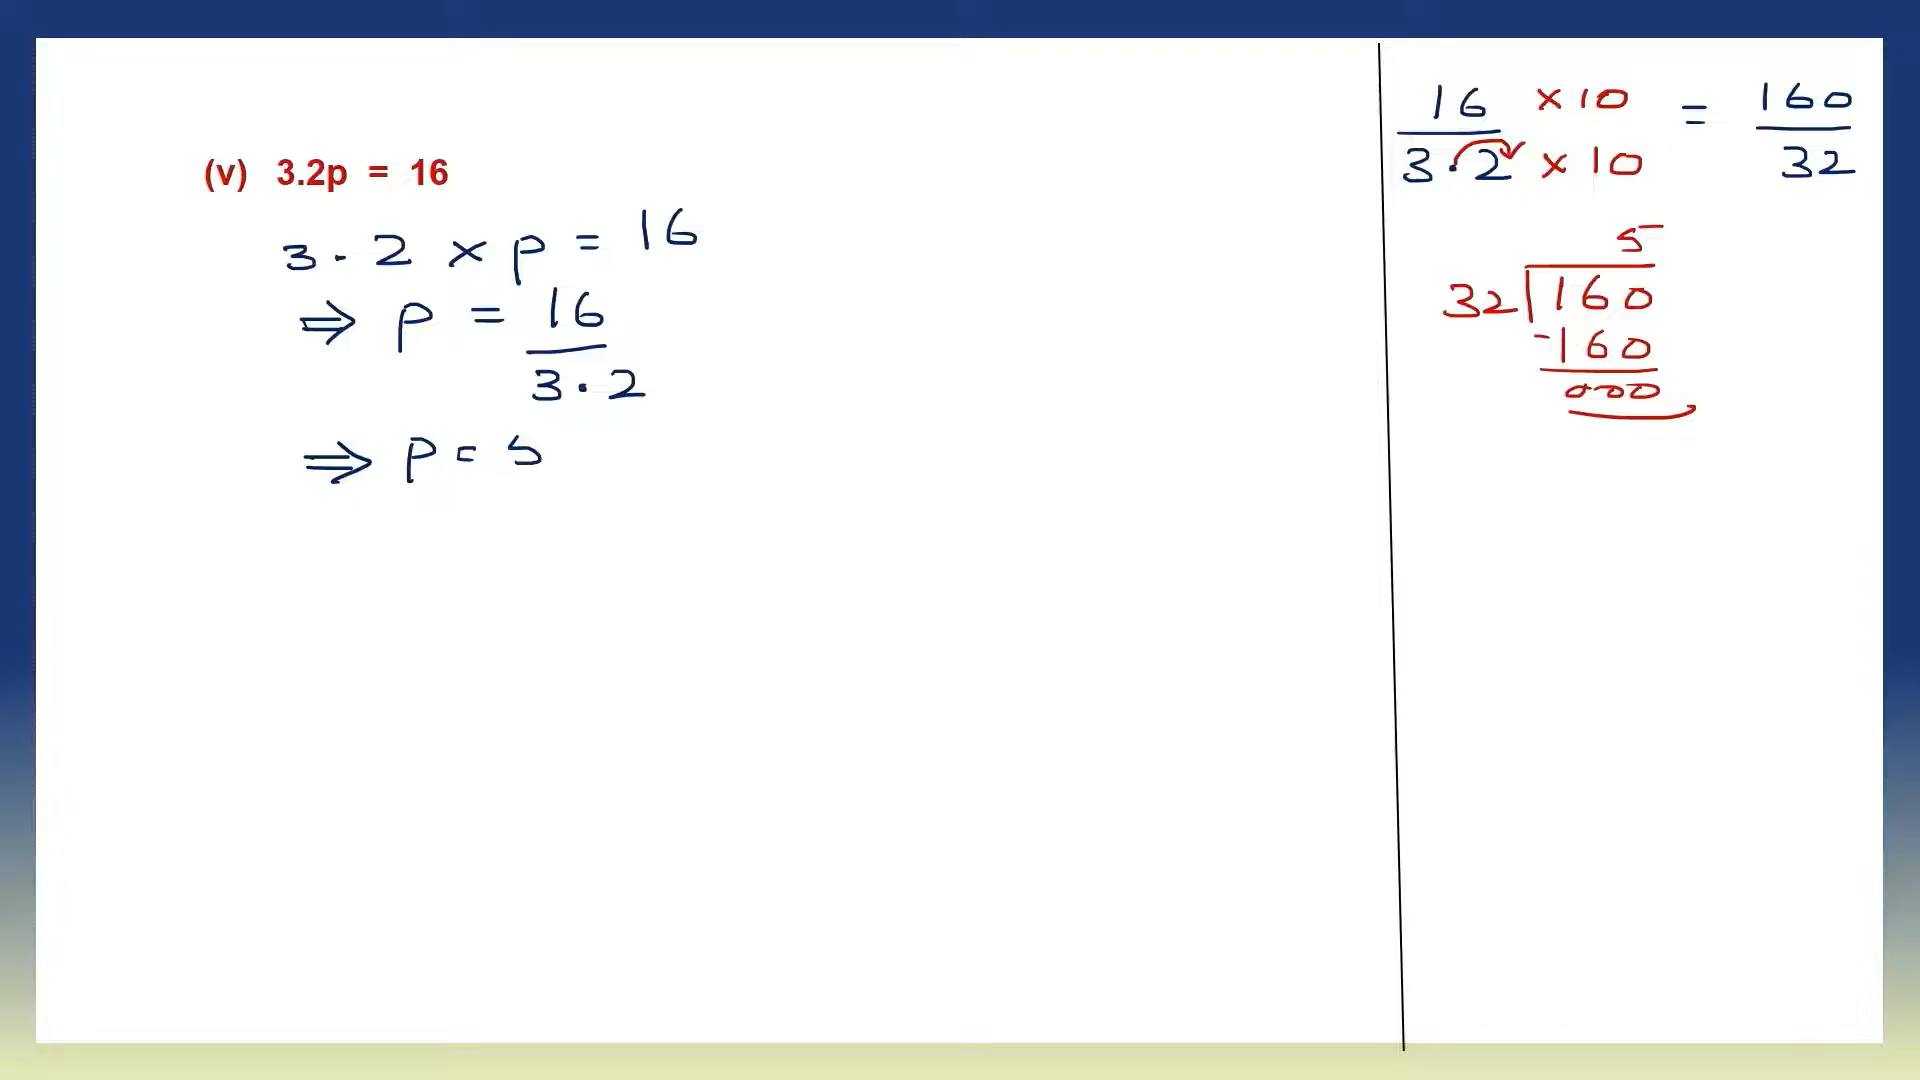 (v) 3.2p = 16
3.2 × p = 16
⇒ p = 16
3.2
⇒ p = 5
16 × 10 = 160
3.2 × 10 32
5
32 160
-160
000